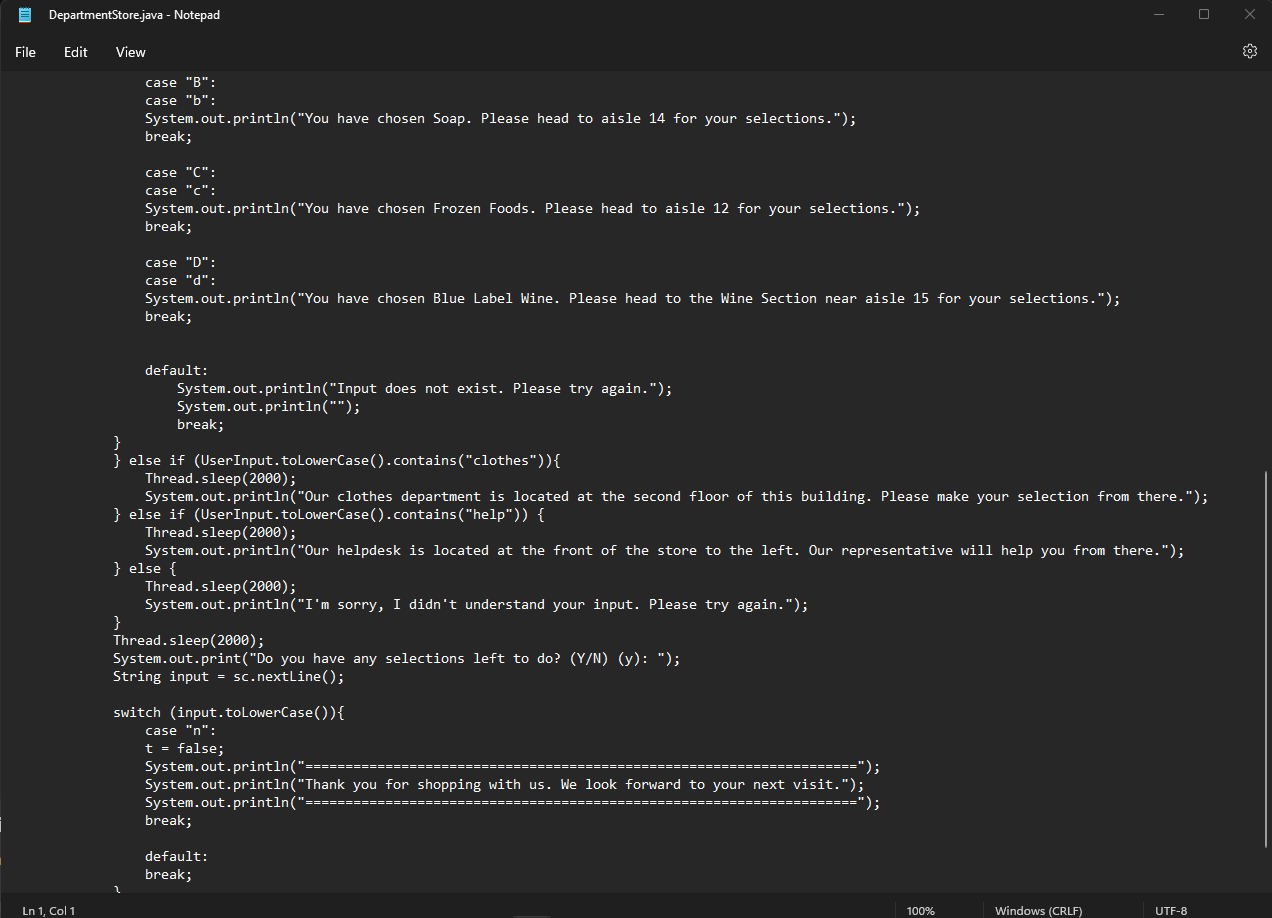 DepartmentStore.java - Notepad
File Edit View
case "B":
case "b":
System.out.println("You have chosen Soap. Please head to aisle 14 for your selections.");
break;
case "C":
case "c":
System.out.println("You have chosen Frozen Foods. Please head to aisle 12 for your selections.");
break;
case "D":
case "d":
System.out.println("You have chosen Blue Label Wine. Please head to the Wine Section near aisle 15 for your selections.");
break;
default:
System.out.println("Input does not exist. Please try again.");
System.out.println("");
break;
}
} else if (UserInput.toLowerCase().contains("clothes")){
Thread.sleep(2000);
System.out.println("Our clothes department is located at the second floor of this building. Please make your selection from there.");
} else if (UserInput.toLowerCase().contains("help")) {
Thread.sleep(2000);
System.out.println("Our helpdesk is located at the front of the store to the left. Our representative will help you from there.");
} else {
Thread.sleep(2000);
System.out.println("I'm sorry, I didn't understand your input. Please try again.");
}
Thread.sleep(2000);
System.out.print("Do you have any selections left to do? (Y/N) (y): ");
String input = sc.nextLine();
switch (input.toLowerCase()){
case "n":
t = false;
System.out.println("=====================================================================");
System.out.println("Thank you for shopping with us. We look forward to your next visit.");
System.out.println("=====================================================================");
break;
default:
break;
}
Ln 1, Col 1 100% Windows (CRLF) UTF-8